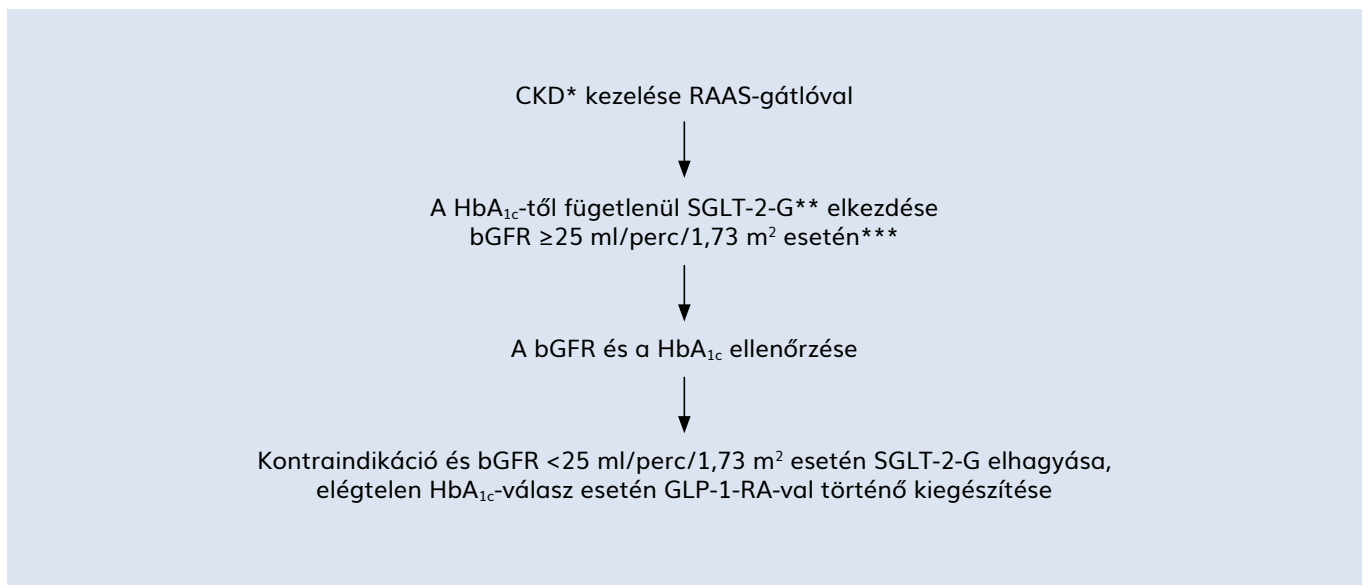 CKD* kezelése RAAS-gátlóval
A HbA₁c-től fügetlenül SGLT-2-G** elkezdése
bGFR ≥25 ml/perc/1,73 m² esetén***
A bGFR és a HbA₁c ellenőrzése
Kontraindikáció és bGFR <25 ml/perc/1,73 m² esetén SGLT-2-G elhagyása,
elégtelen HbA₁c-válasz esetén GLP-1-RA-val történő kiegészítése